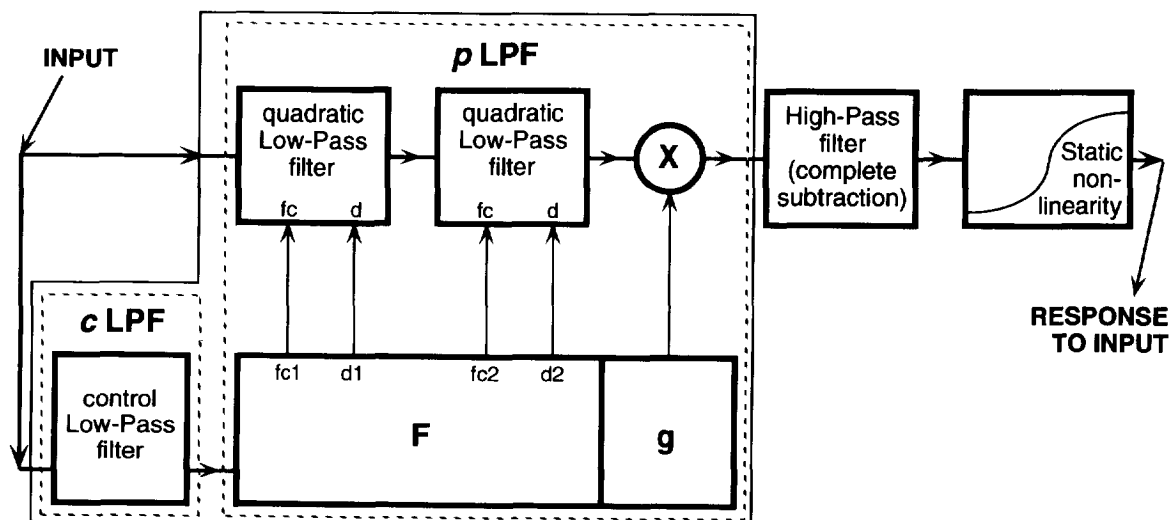 INPUT
p LPF
quadratic
Low-Pass
filter
fc d
quadratic
Low-Pass
filter
fc d
X
High-Pass
filter
(complete
subtraction)
Static
non-
linearity
RESPONSE
TO INPUT
c LPF
control
Low-Pass
filter
fc1 d1 fc2 d2
F
g